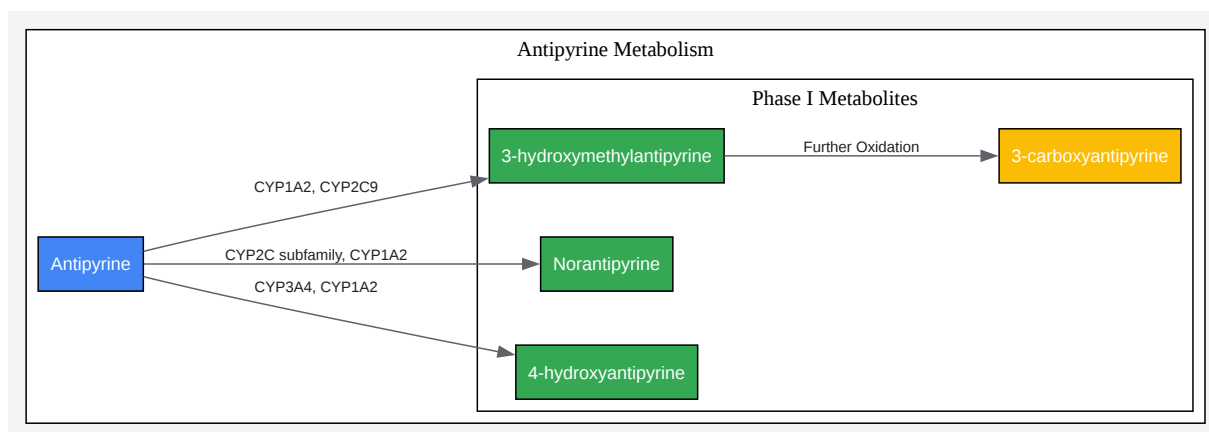 Antipyrine Metabolism
Phase I Metabolites
3-hydroxymethylantipyrine
Further Oxidation
3-carboxyantipyrine
CYP1A2, CYP2C9
Antipyrine
CYP2C subfamily, CYP1A2
Norantipyrine
CYP3A4, CYP1A2
4-hydroxyantipyrine